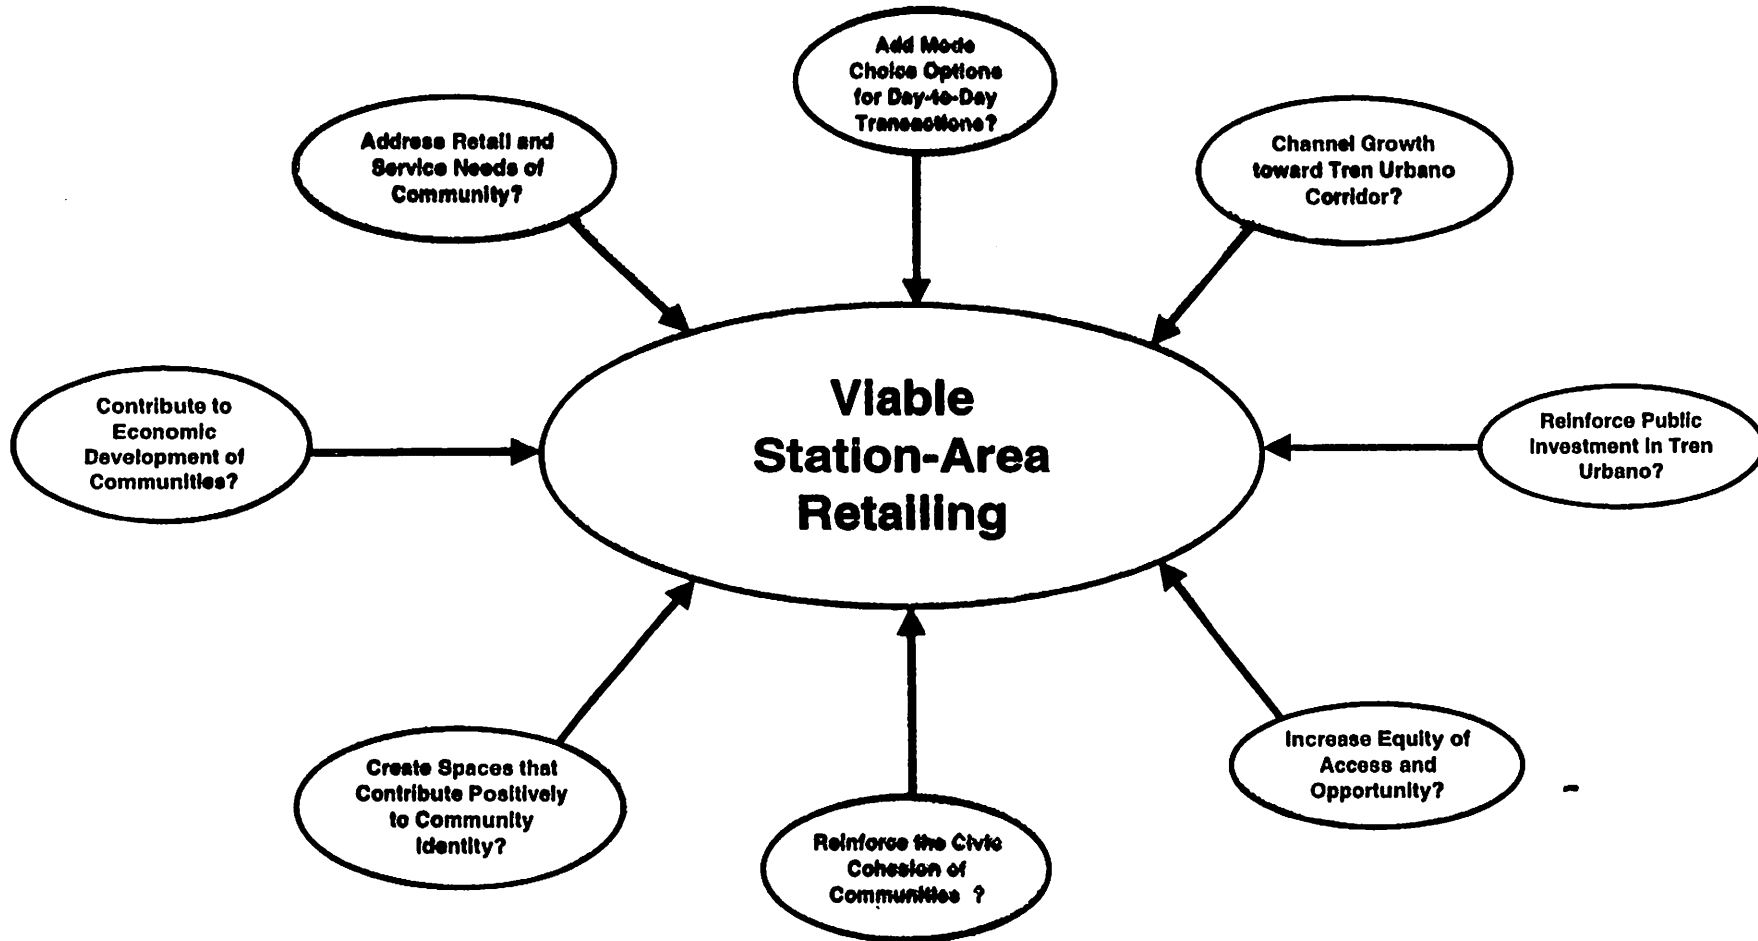 Add Mode
Choice Options
for Day-to-Day
Transactions?
Address Retail and
Service Needs of
Community?
Channel Growth
toward Tren Urbano
Corridor?
Contribute to
Economic
Development of
Communities?
Viable
Station-Area
Retailing
Reinforce Public
Investment in Tren
Urbano?
Create Spaces that
Contribute Positively
to Community
Identity?
Reinforce the Civic
Cohesion of
Communities ?
Increase Equity of
Access and
Opportunity?